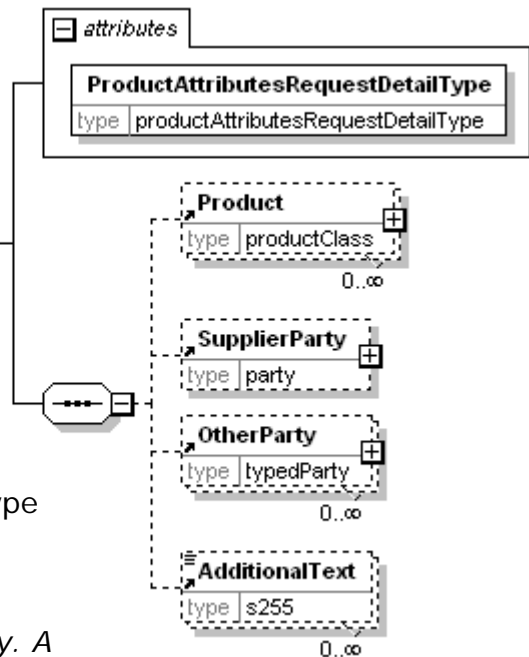 attributes
ProductAttributesRequestDetailType
type productAttributesRequestDetailType
Product
type productClass
0..∞
SupplierParty
type party
OtherParty
type typedParty
0..∞
ype
AdditionalText
type s255
y. A
0..∞